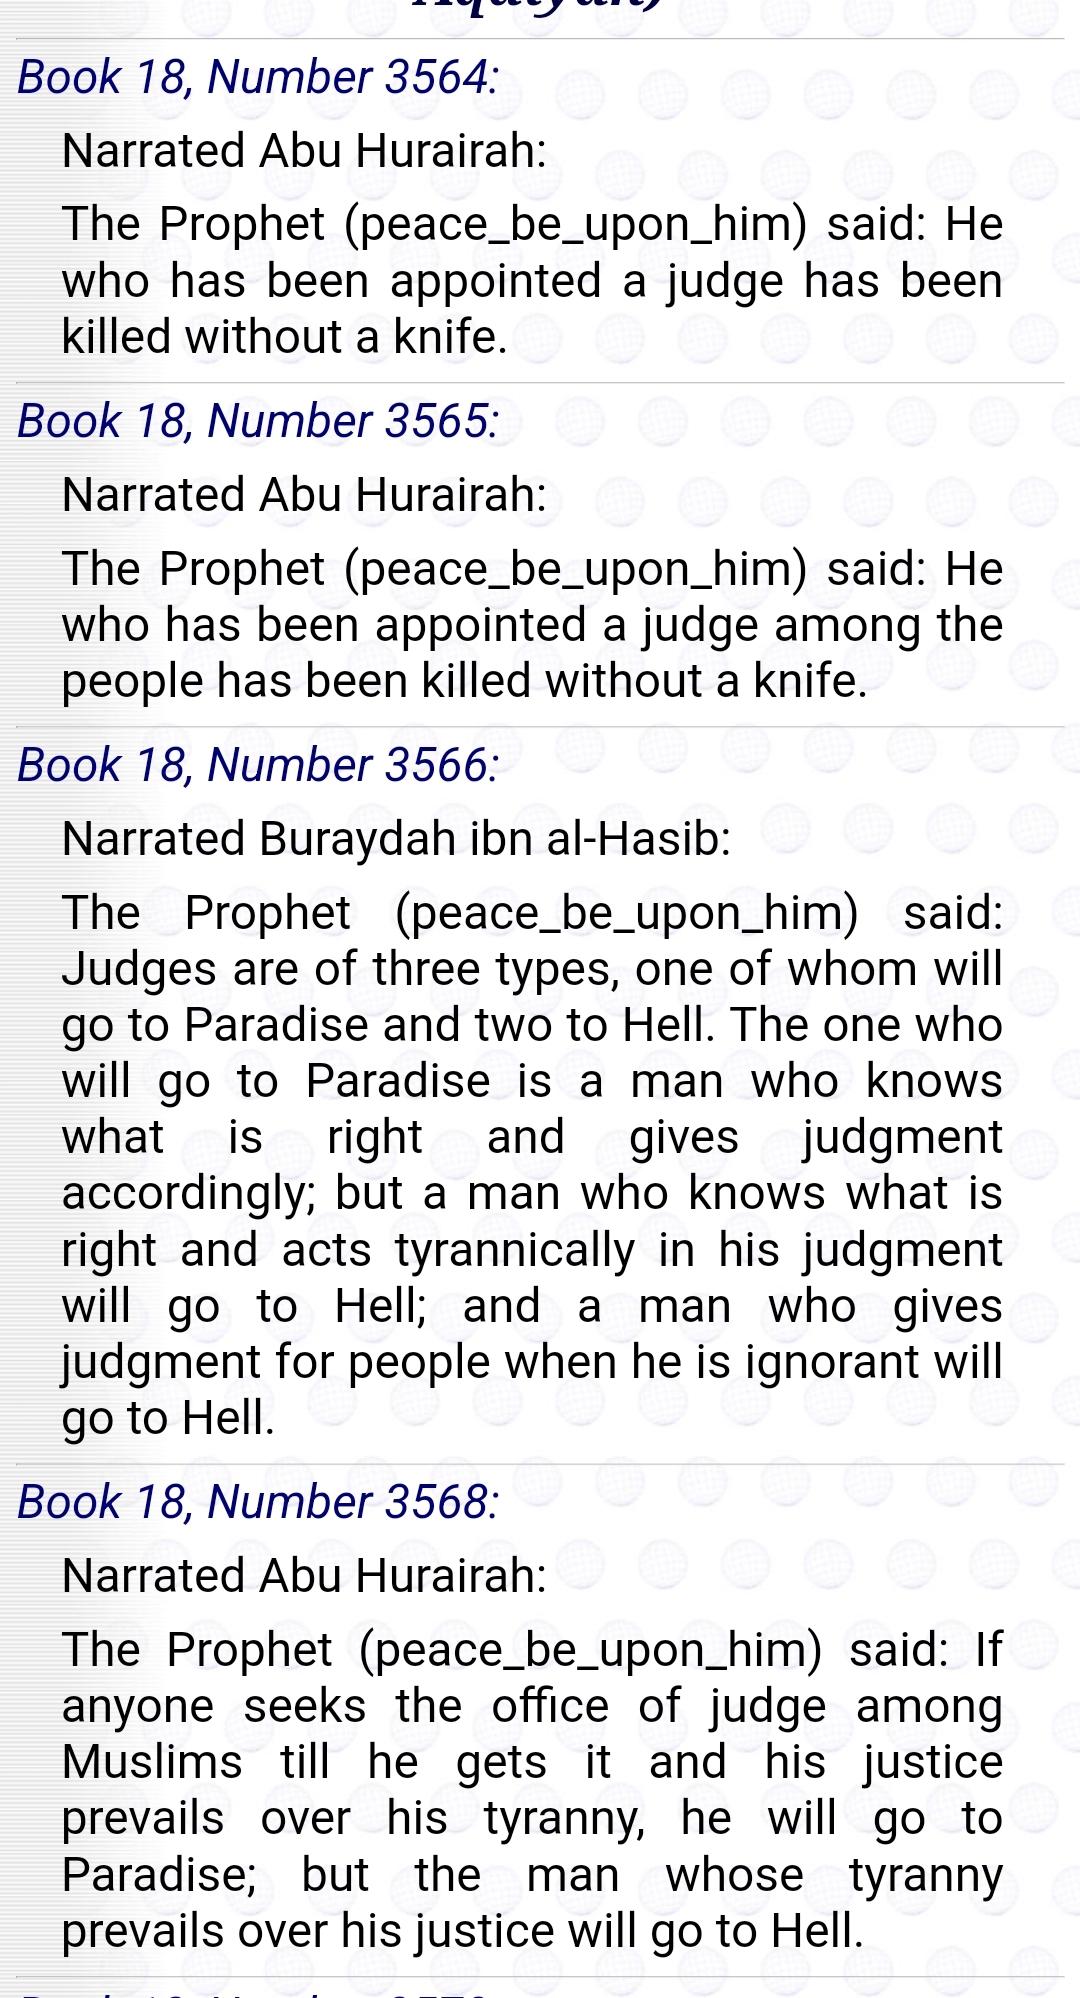 Book 18, Number 3564:
Narrated Abu Hurairah:
The Prophet (peace_be_upon_him) said: He
who has been appointed a judge has been
killed without a knife.
Book 18, Number 3565:
Narrated Abu Hurairah:
The Prophet (peace_be_upon_him) said: He
who has been appointed a judge among the
people has been killed without a knife.
Book 18, Number 3566:
Narrated Buraydah ibn al-Hasib:
The Prophet (peace_be_upon_him) said:
Judges are of three types, one of whom will
go to Paradise and two to Hell. The one who
will go to Paradise is a man who knows
what is right and gives judgment
accordingly; but a man who knows what is
right and acts tyrannically in his judgment
will go to Hell; and a man who gives
judgment for people when he is ignorant will
go to Hell.
Book 18, Number 3568:
Narrated Abu Hurairah:
The Prophet (peace_be_upon_him) said: If
anyone seeks the office of judge among
Muslims till he gets it and his justice
prevails over his tyranny, he will go to
Paradise; but the man whose tyranny
prevails over his justice will go to Hell.